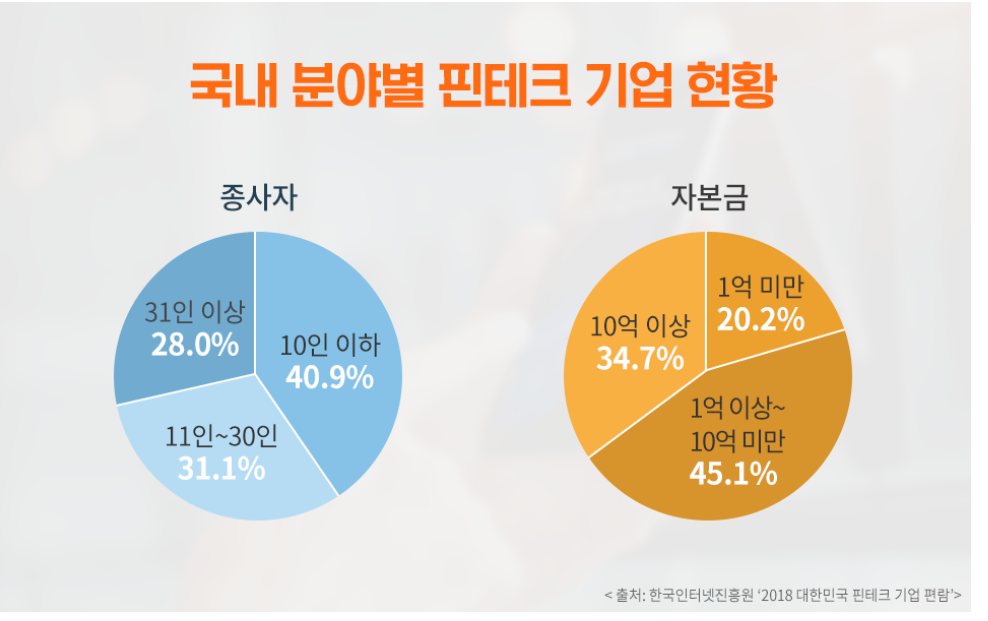 국내 분야별 핀테크 기업 현황
종사자
31인 이상
28.0%
10인 이하
40.9%
11인~30인
31.1%
자본금
10억 이상
34.7%
1억 미만
20.2%
1억 이상~
10억 미만
45.1%
< 출처: 한국인터넷진흥원 ‘2018 대한민국 핀테크 기업 편람’>